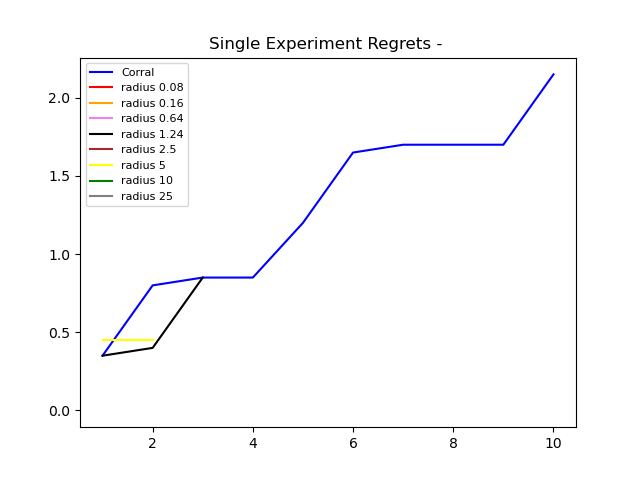 Single Experiment Regrets -
Corral
radius 0.08
radius 0.16
radius 0.64
radius 1.24
radius 2.5
radius 5
radius 10
radius 25
2.0
1.5
1.0
0.5
0.0
2 4 6 8 10